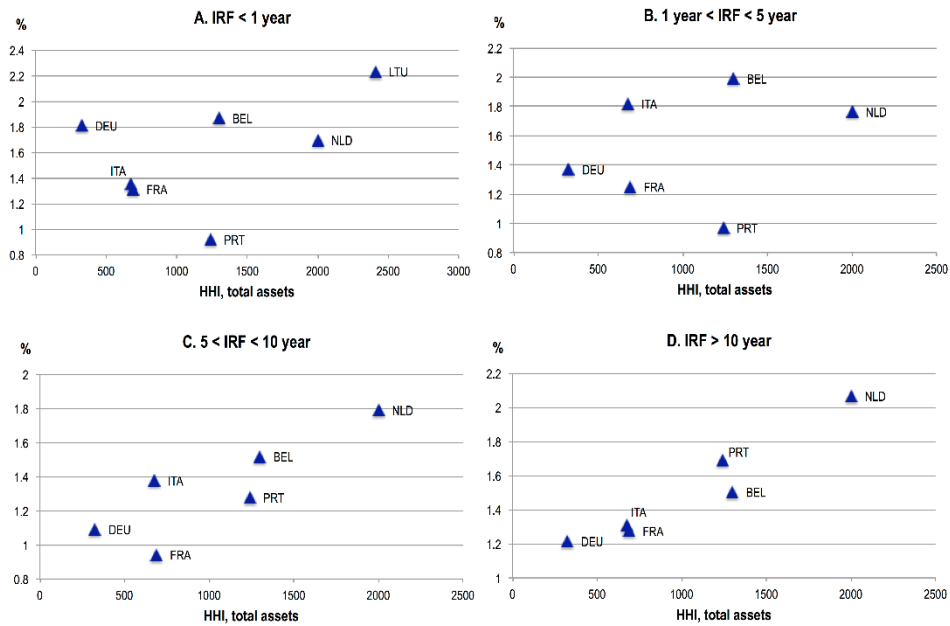 A. IRF < 1 year
%
2.4
2.2
2
1.8
1.6
1.4
1.2
1
0.8
LTU
DEU
BEL
NLD
ITA
FRA
PRT
0
500
1000
1500
2000
2500
3000
HHI, total assets
B. 1 year < IRF < 5 year
%
2.2
2
1.8
1.6
1.4
1.2
1
0.8
BEL
ITA
NLD
DEU
FRA
PRT
0
500
1000
1500
2000
2500
HHI, total assets
C. 5 < IRF < 10 year
%
2
1.8
1.6
1.4
1.2
1
0.8
NLD
BEL
ITA
PRT
DEU
FRA
0
500
1000
1500
2000
2500
HHI, total assets
D. IRF > 10 year
%
2.2
2
1.8
1.6
1.4
1.2
1
NLD
PRT
BEL
ITA
FRA
DEU
0
500
1000
1500
2000
2500
HHI, total assets